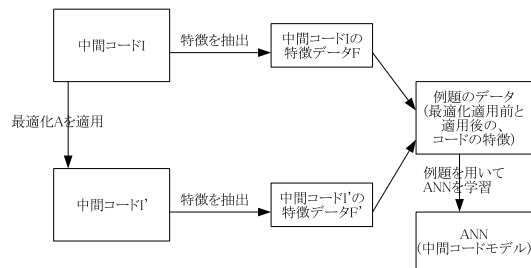 中間コードI
特徴を抽出
中間コードIの
特徴データF
最適化Aを適用
例題のデータ
(最適化適用前と
適用後の、
コードの特徴)
中間コードI'
特徴を抽出
中間コードI'の
特徴データF'
例題を用いて
ANNを学習
ANN
(中間コードモデル)